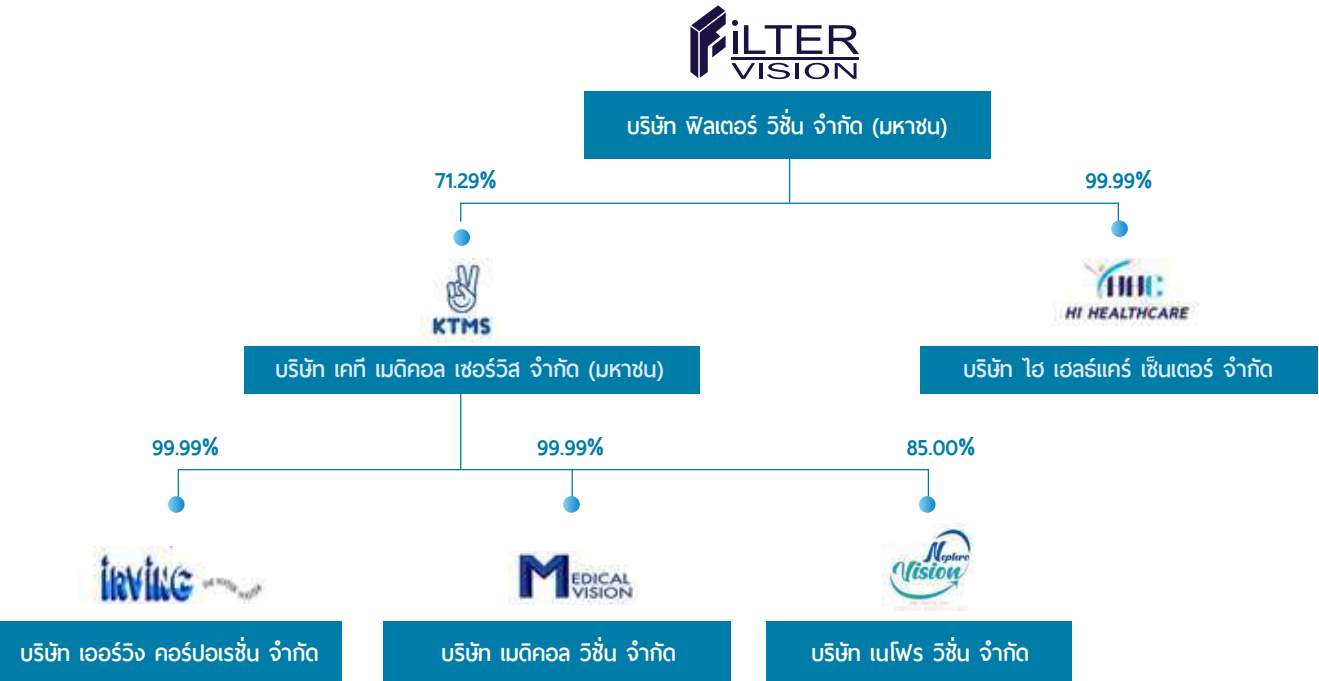 FiLTER
VISION
บริษัท ฟิลเตอร์ วิชั่น จำกัด (มหาชน)
71.29%
99.99%
KTMS
HHC
HI HEALTHCARE
บริษัท เคที เมดิคอล เซอร์วิส จำกัด (มหาชน)
บริษัท ไฮ เฮลธ์แคร์ เซ็นเตอร์ จำกัด
99.99%
99.99%
85.00%
iRViNG
MEDICAL
VISION
Nephro
Vision
บริษัท เออร์วิง คอร์ปอเรชั่น จำกัด
บริษัท เมดิคอล วิชั่น จำกัด
บริษัท เนโฟร วิชั่น จำกัด